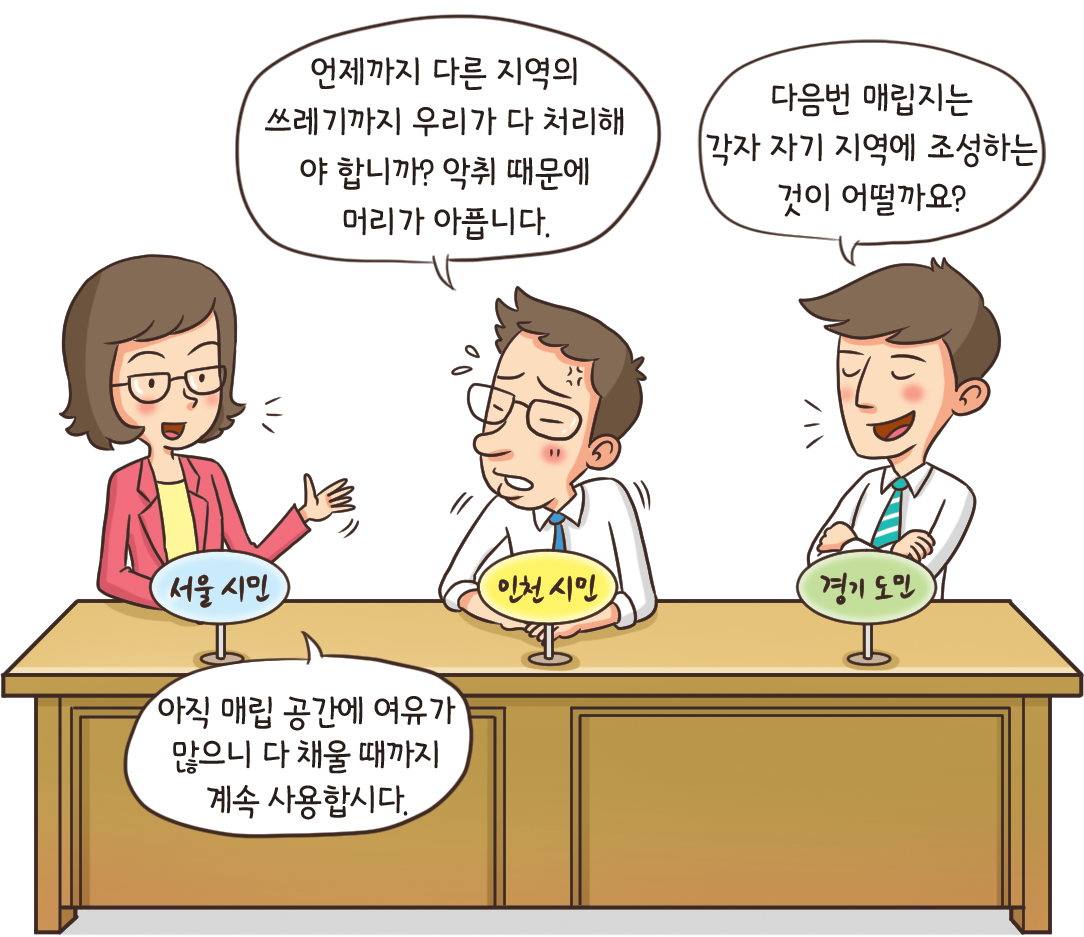 언제까지 다른 지역의
쓰레기까지 우리가 다 처리해
야 합니까? 악취 때문에
머리가 아픕니다.
다음번 매립지는
각자 자기 지역에 조성하는
것이 어떨까요?
서울 시민
인천 시민
경기 도민
아직 매립 공간에 여유가
많으니 다 채울 때까지
계속 사용합시다.